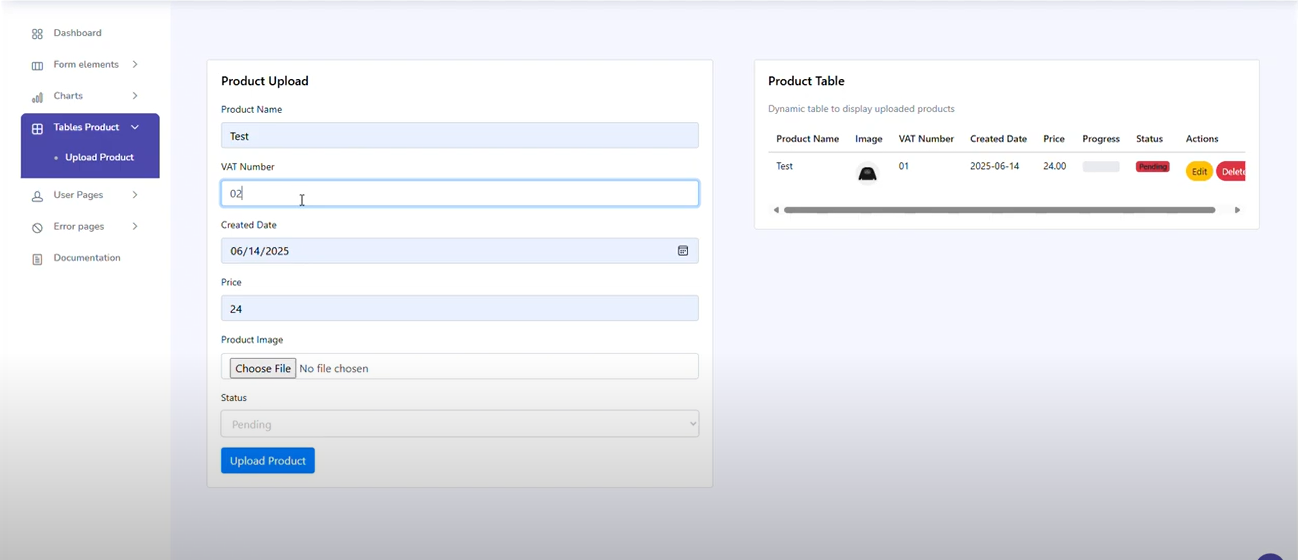 Dashboard
Form elements
Charts
Tables Product
Upload Product
User Pages
Error pages
Documentation
Product Upload
Product Name
Test
VAT Number
02
Created Date
06/14/2025
Price
24
Product Image
Choose File No file chosen
Status
Pending
Upload Product
Product Table
Dynamic table to display uploaded products
Product Name Image VAT Number Created Date Price Progress Status Actions
Test 01 2025-06-14 24.00 Pending Edit Delete